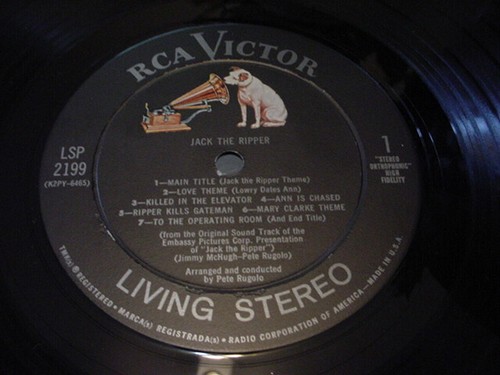 RCA VICTOR
JACK THE RIPPER
LSP
2199
(K2PY-6465)
1
"STEREO
ORTHOPHONIC"
HIGH
FIDELITY
1—MAIN TITLE (Jack the Ripper Theme)
2—LOVE THEME (Lowry Dates Ann)
3—KILLED IN THE ELEVATOR 4—ANN IS CHASED
5—RIPPER KILLS GATEMAN 6—MARY CLARKE THEME
7—TO THE OPERATING ROOM (And End Title)
(from the Original Sound Track of the
Embassy Pictures Corp. Presentation
of "Jack the Ripper")
(Jimmy McHugh-Pete Rugolo)
Arranged and conducted
by Pete Rugolo
LIVING STEREO
TMK(s) ® REGISTERED • MARCA(s) REGISTRADA(s) • RADIO CORPORATION OF AMERICA—MADE IN U.S.A.